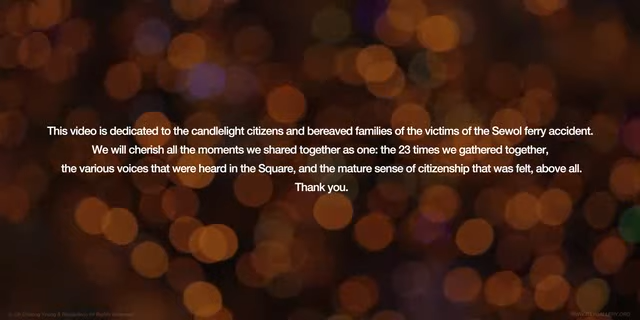 This video is dedicated to the candlelight citizens and bereaved families of the victims of the Sewol ferry accident.
We will cherish all the moments we shared together as one: the 23 times we gathered together,
the various voices that were heard in the Square, and the mature sense of citizenship that was felt, above all.
Thank you.